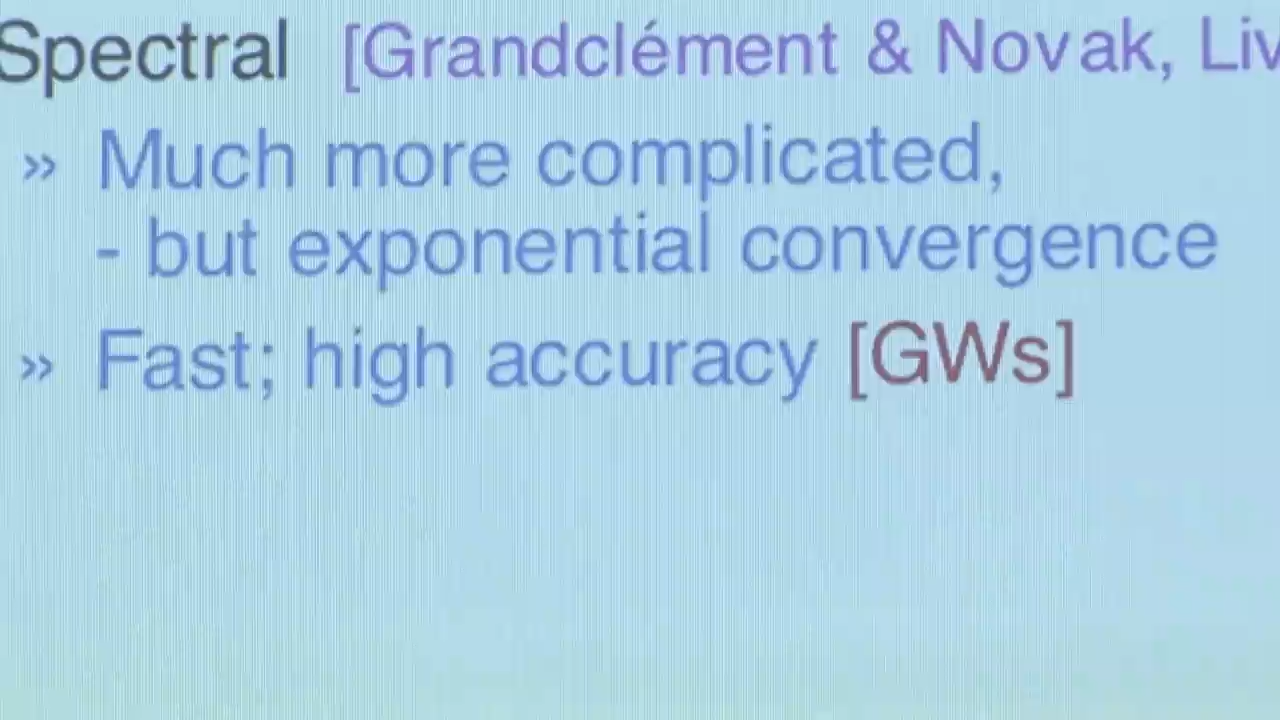 Spectral [Grandclément & Novak, Liv
» Much more complicated,
- but exponential convergence
» Fast; high accuracy [GWs]